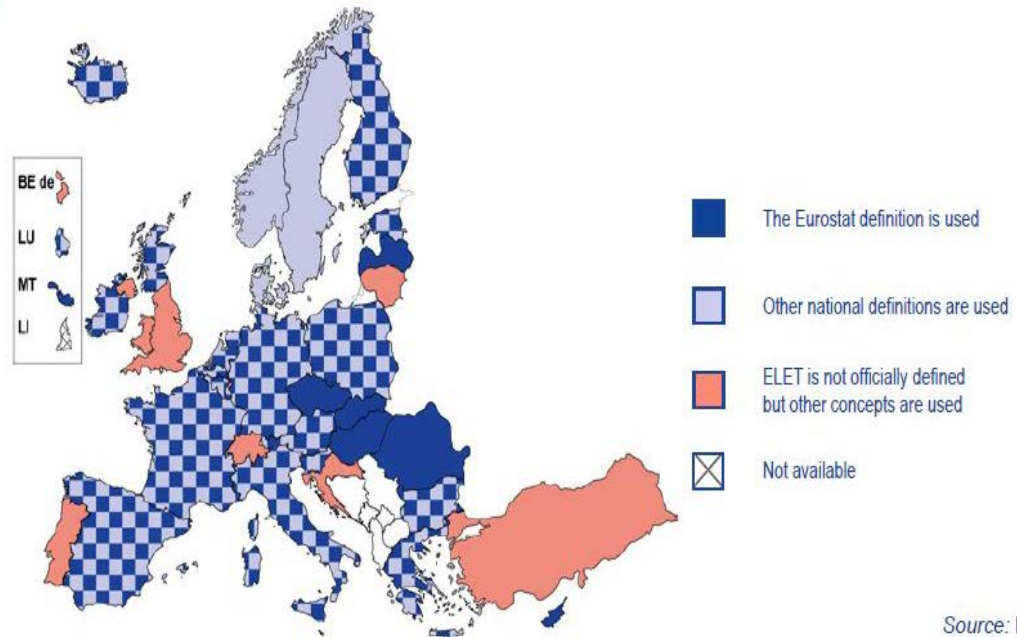 BE de
LU
MT
LI
The Eurostat definition is used
Other national definitions are used
ELET is not officially defined
but other concepts are used
Not available
Source: